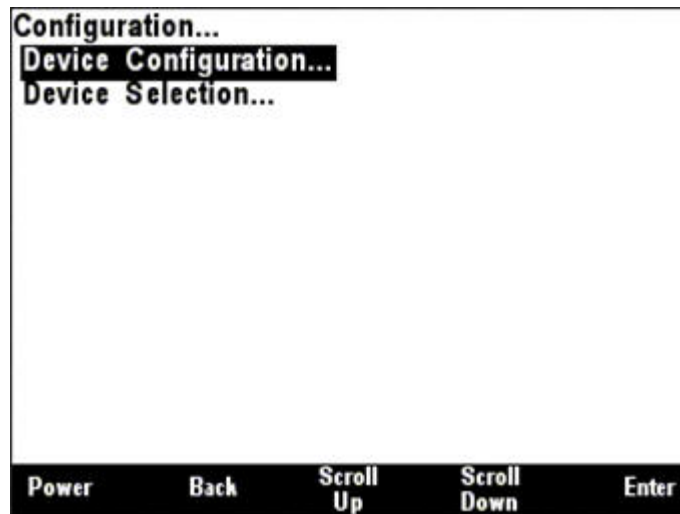 Configuration...
Device Configuration...
Device Selection...
Power Back Scroll Up Scroll Down Enter